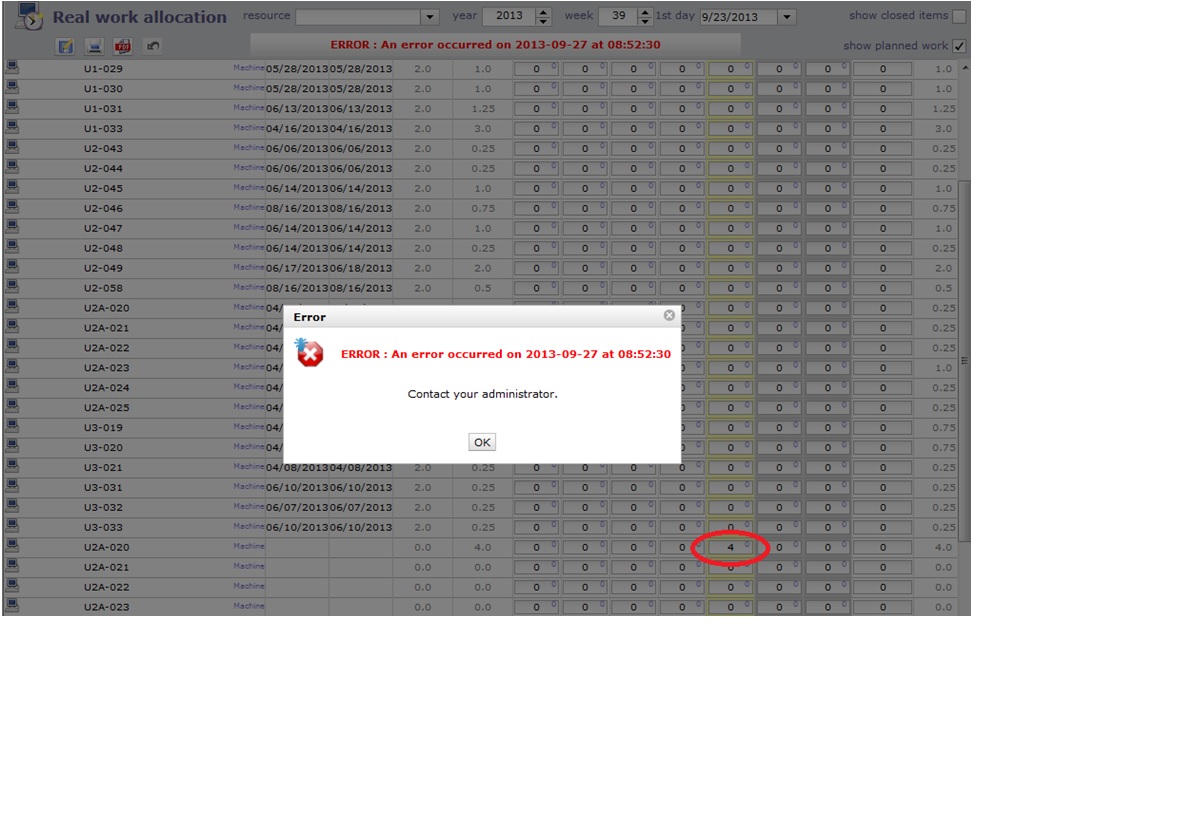 Real work allocation resource year 2013 week 39 1st day 9/23/2013 show closed items
PDF ERROR : An error occurred on 2013-09-27 at 08:52:30 show planned work
U1-029 Machine 05/28/2013 05/28/2013 2.0 1.0 0 0 0 0 0 0 0 0 1.0
U1-030 Machine 05/28/2013 05/28/2013 2.0 1.0 0 0 0 0 0 0 0 0 1.0
U1-031 Machine 06/13/2013 06/13/2013 2.0 1.25 0 0 0 0 0 0 0 0 1.25
U1-033 Machine 04/16/2013 04/16/2013 2.0 3.0 0 0 0 0 0 0 0 0 3.0
U2-043 Machine 06/06/2013 06/06/2013 2.0 0.25 0 0 0 0 0 0 0 0 0.25
U2-044 Machine 06/06/2013 06/06/2013 2.0 0.25 0 0 0 0 0 0 0 0 0.25
U2-045 Machine 06/14/2013 06/14/2013 2.0 1.0 0 0 0 0 0 0 0 0 1.0
U2-046 Machine 08/16/2013 08/16/2013 2.0 0.75 0 0 0 0 0 0 0 0 0.75
U2-047 Machine 06/14/2013 06/14/2013 2.0 1.0 0 0 0 0 0 0 0 0 1.0
U2-048 Machine 06/14/2013 06/14/2013 2.0 0.25 0 0 0 0 0 0 0 0 0.25
U2-049 Machine 06/17/2013 06/18/2013 2.0 2.0 0 0 0 0 0 0 0 0 2.0
U2-058 Machine 08/16/2013 08/16/2013 2.0 0.5 0 0 0 0 0 0 0 0 0.5
U2A-020 Machine 04/ 0 0 0 0 0.25
U2A-021 Machine 04/ 0 0 0 0 0.25
U2A-022 Machine 04/ 0 0 0 0 0.25
U2A-023 Machine 04/ 0 0 0 0 1.0
U2A-024 Machine 04/ 0 0 0 0 0.25
U2A-025 Machine 04/ 0 0 0 0 0.25
U3-019 Machine 04/ 0 0 0 0 0.75
U3-020 Machine 04/ 0 0 0 0 0.75
U3-021 Machine 04/08/2013 04/08/2013 2.0 0.25 0 0 0 0 0 0 0 0 0.25
U3-031 Machine 06/10/2013 06/10/2013 2.0 0.25 0 0 0 0 0 0 0 0 0.25
U3-032 Machine 06/07/2013 06/07/2013 2.0 0.25 0 0 0 0 0 0 0 0 0.25
U3-033 Machine 06/10/2013 06/10/2013 2.0 0.25 0 0 0 0 0 0 0 0 0.25
U2A-020 Machine 0.0 4.0 0 0 0 0 4 0 0 0 4.0
U2A-021 Machine 0.0 0.0 0 0 0 0 0 0 0 0 0.0
U2A-022 Machine 0.0 0.0 0 0 0 0 0 0 0 0 0.0
U2A-023 Machine 0.0 0.0 0 0 0 0 0 0 0 0 0.0
Error
ERROR : An error occurred on 2013-09-27 at 08:52:30
Contact your administrator.
OK